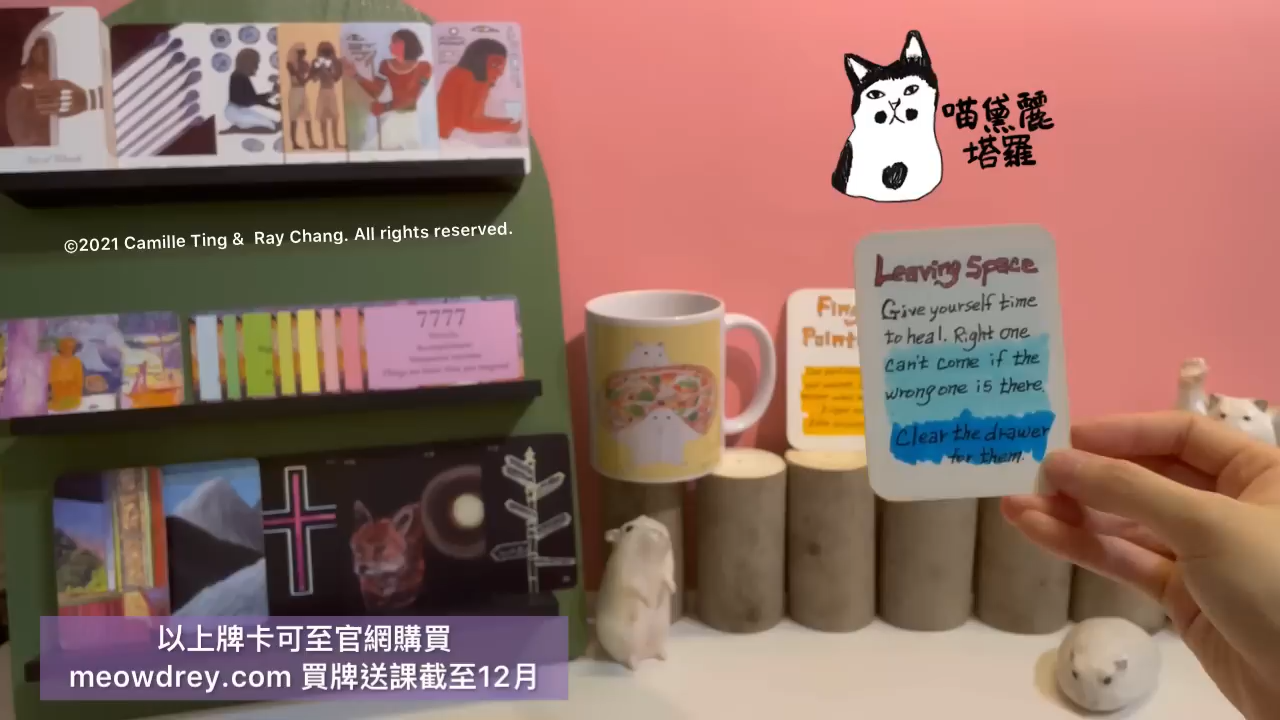 喵黛麗
塔羅
©2021 Camille Ting & Ray Chang. All rights reserved.
7777
Leaving Space
Give yourself time
to heal. Right one
can't come if the
wrong one is there.
Clear the drawer
for them.
以上牌卡可至官網購買
meowdrey.com 買牌送課截至12月